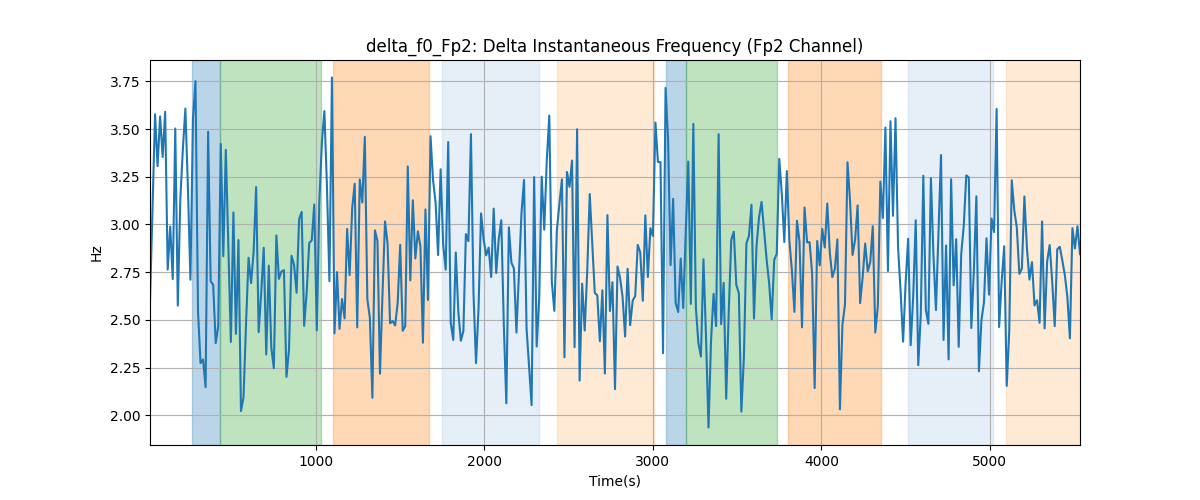 delta_f0_Fp2: Delta Instantaneous Frequency (Fp2 Channel)
3.75
3.50
3.25
3.00
2.75
2.50
2.25
2.00
Hz
1000 2000 3000 4000 5000
Time(s)